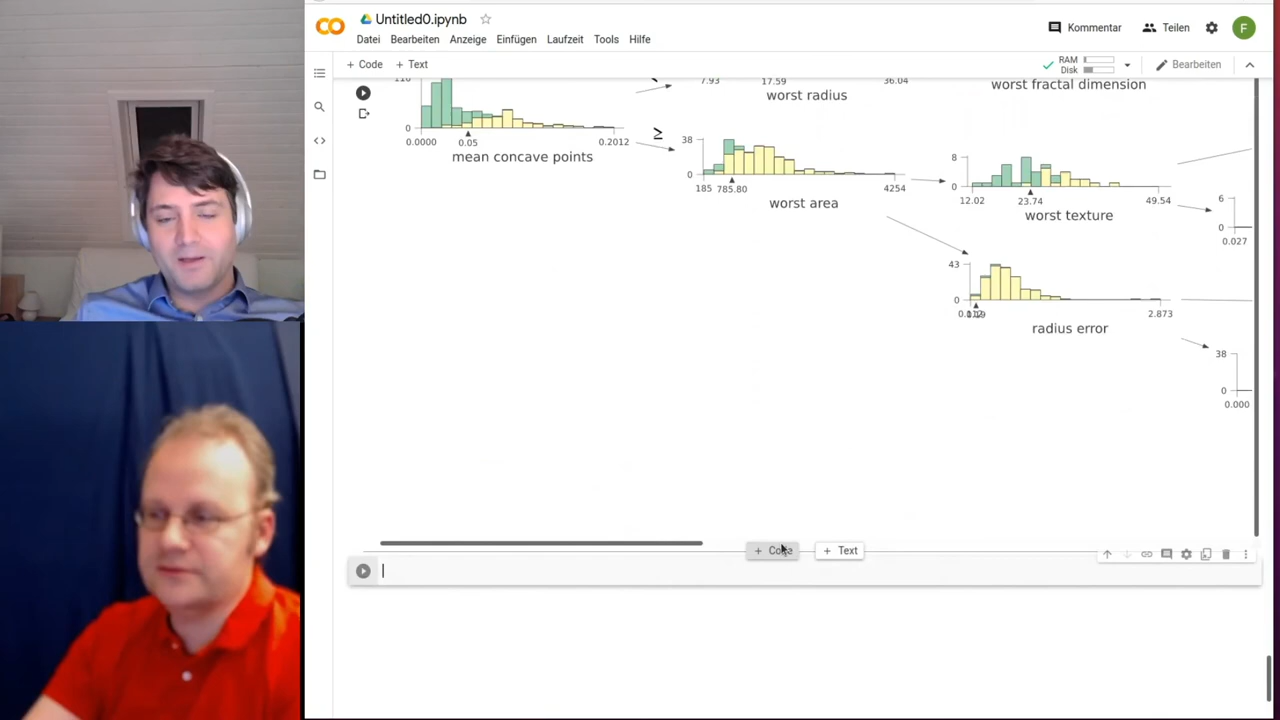 Untitled0.ipynb
Kommentar
Teilen
F
Datei Bearbeiten Anzeige Einfügen Laufzeit Tools Hilfe
+ Code + Text
RAM
Disk
Bearbeiten
7.93 17.59 36.04
worst radius
worst fractal dimension
0
0.0000 0.05 0.2012
mean concave points
≥
38
0
185 785.80 4254
worst area
8
0
12.02 23.74 49.54
worst texture
6
0
0.027
43
0
2.873
radius error
38
0
0.000
+ Code + Text